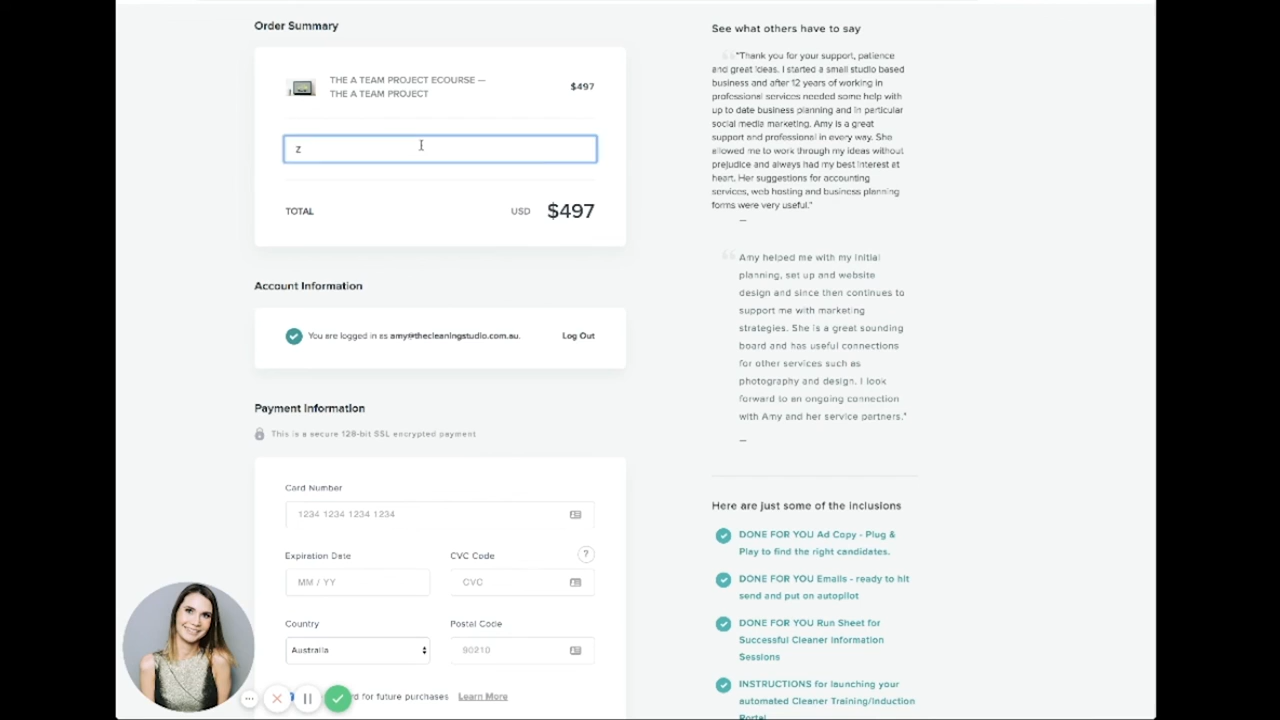 Order Summary
THE A TEAM PROJECT ECOURSE —
THE A TEAM PROJECT
$497
z
TOTAL
USD $497
Account Information
You are logged in as amy@thecleaningstudio.com.au.
Log Out
Payment Information
This is a secure 128-bit SSL encrypted payment
Card Number
1234 1234 1234 1234
Expiration Date
CVC Code
?
MM / YY
CVC
Country
Postal Code
Australia
90210
rd for future purchases
Learn More
See what others have to say
"Thank you for your support, patience
and great ideas. I started a small studio based
business and after 12 years of working in
professional services needed some help with
up to date business planning and in particular
social media marketing. Amy is a great
support and professional in every way. She
allowed me to work through my ideas without
prejudice and always had my best interest at
heart. Her suggestions for accounting
services, web hosting and business planning
forms were very useful."
—
Amy helped me with my initial
planning, set up and website
design and since then continues to
support me with marketing
strategies. She is a great sounding
board and has useful connections
for other services such as
photography and design. I look
forward to an ongoing connection
with Amy and her service partners."
—
Here are just some of the inclusions
DONE FOR YOU Ad Copy - Plug &
Play to find the right candidates.
DONE FOR YOU Emails - ready to hit
send and put on autopilot
DONE FOR YOU Run Sheet for
Successful Cleaner Information
Sessions
INSTRUCTIONS for launching your
automated Cleaner Training/Induction
Portal